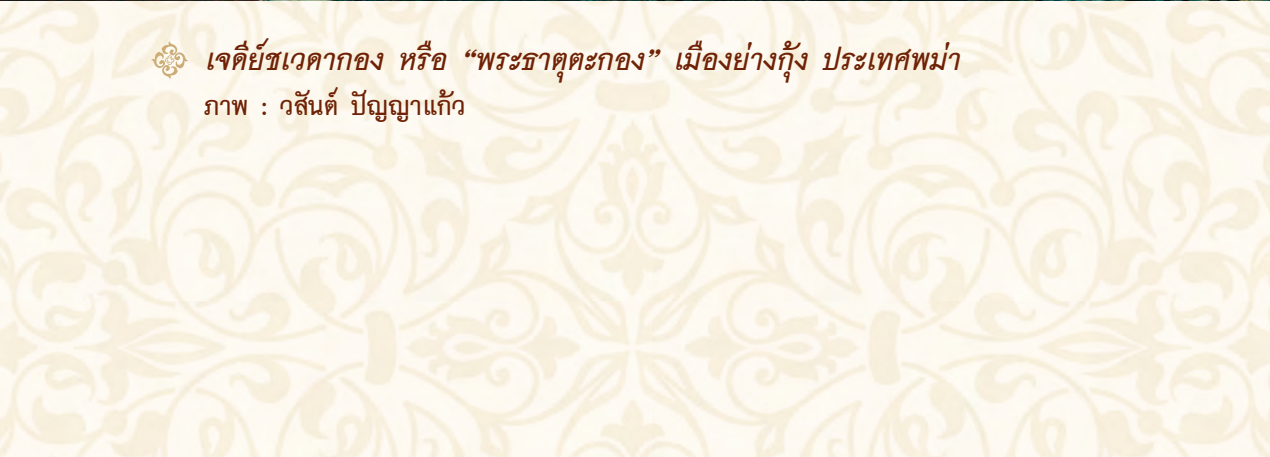 เจดีย์ชเวดากอง หรือ “พระธาตุตะกอง” เมืองย่างกุ้ง ประเทศพม่า
ภาพ : วสันต์ ปัญญาแก้ว